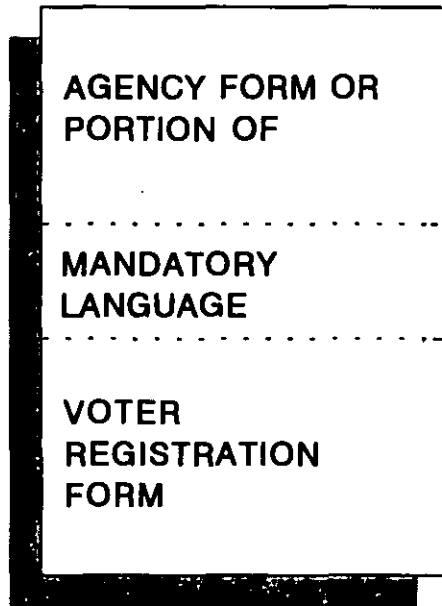 AGENCY FORM OR
PORTION OF
MANDATORY
LANGUAGE
VOTER
REGISTRATION
FORM